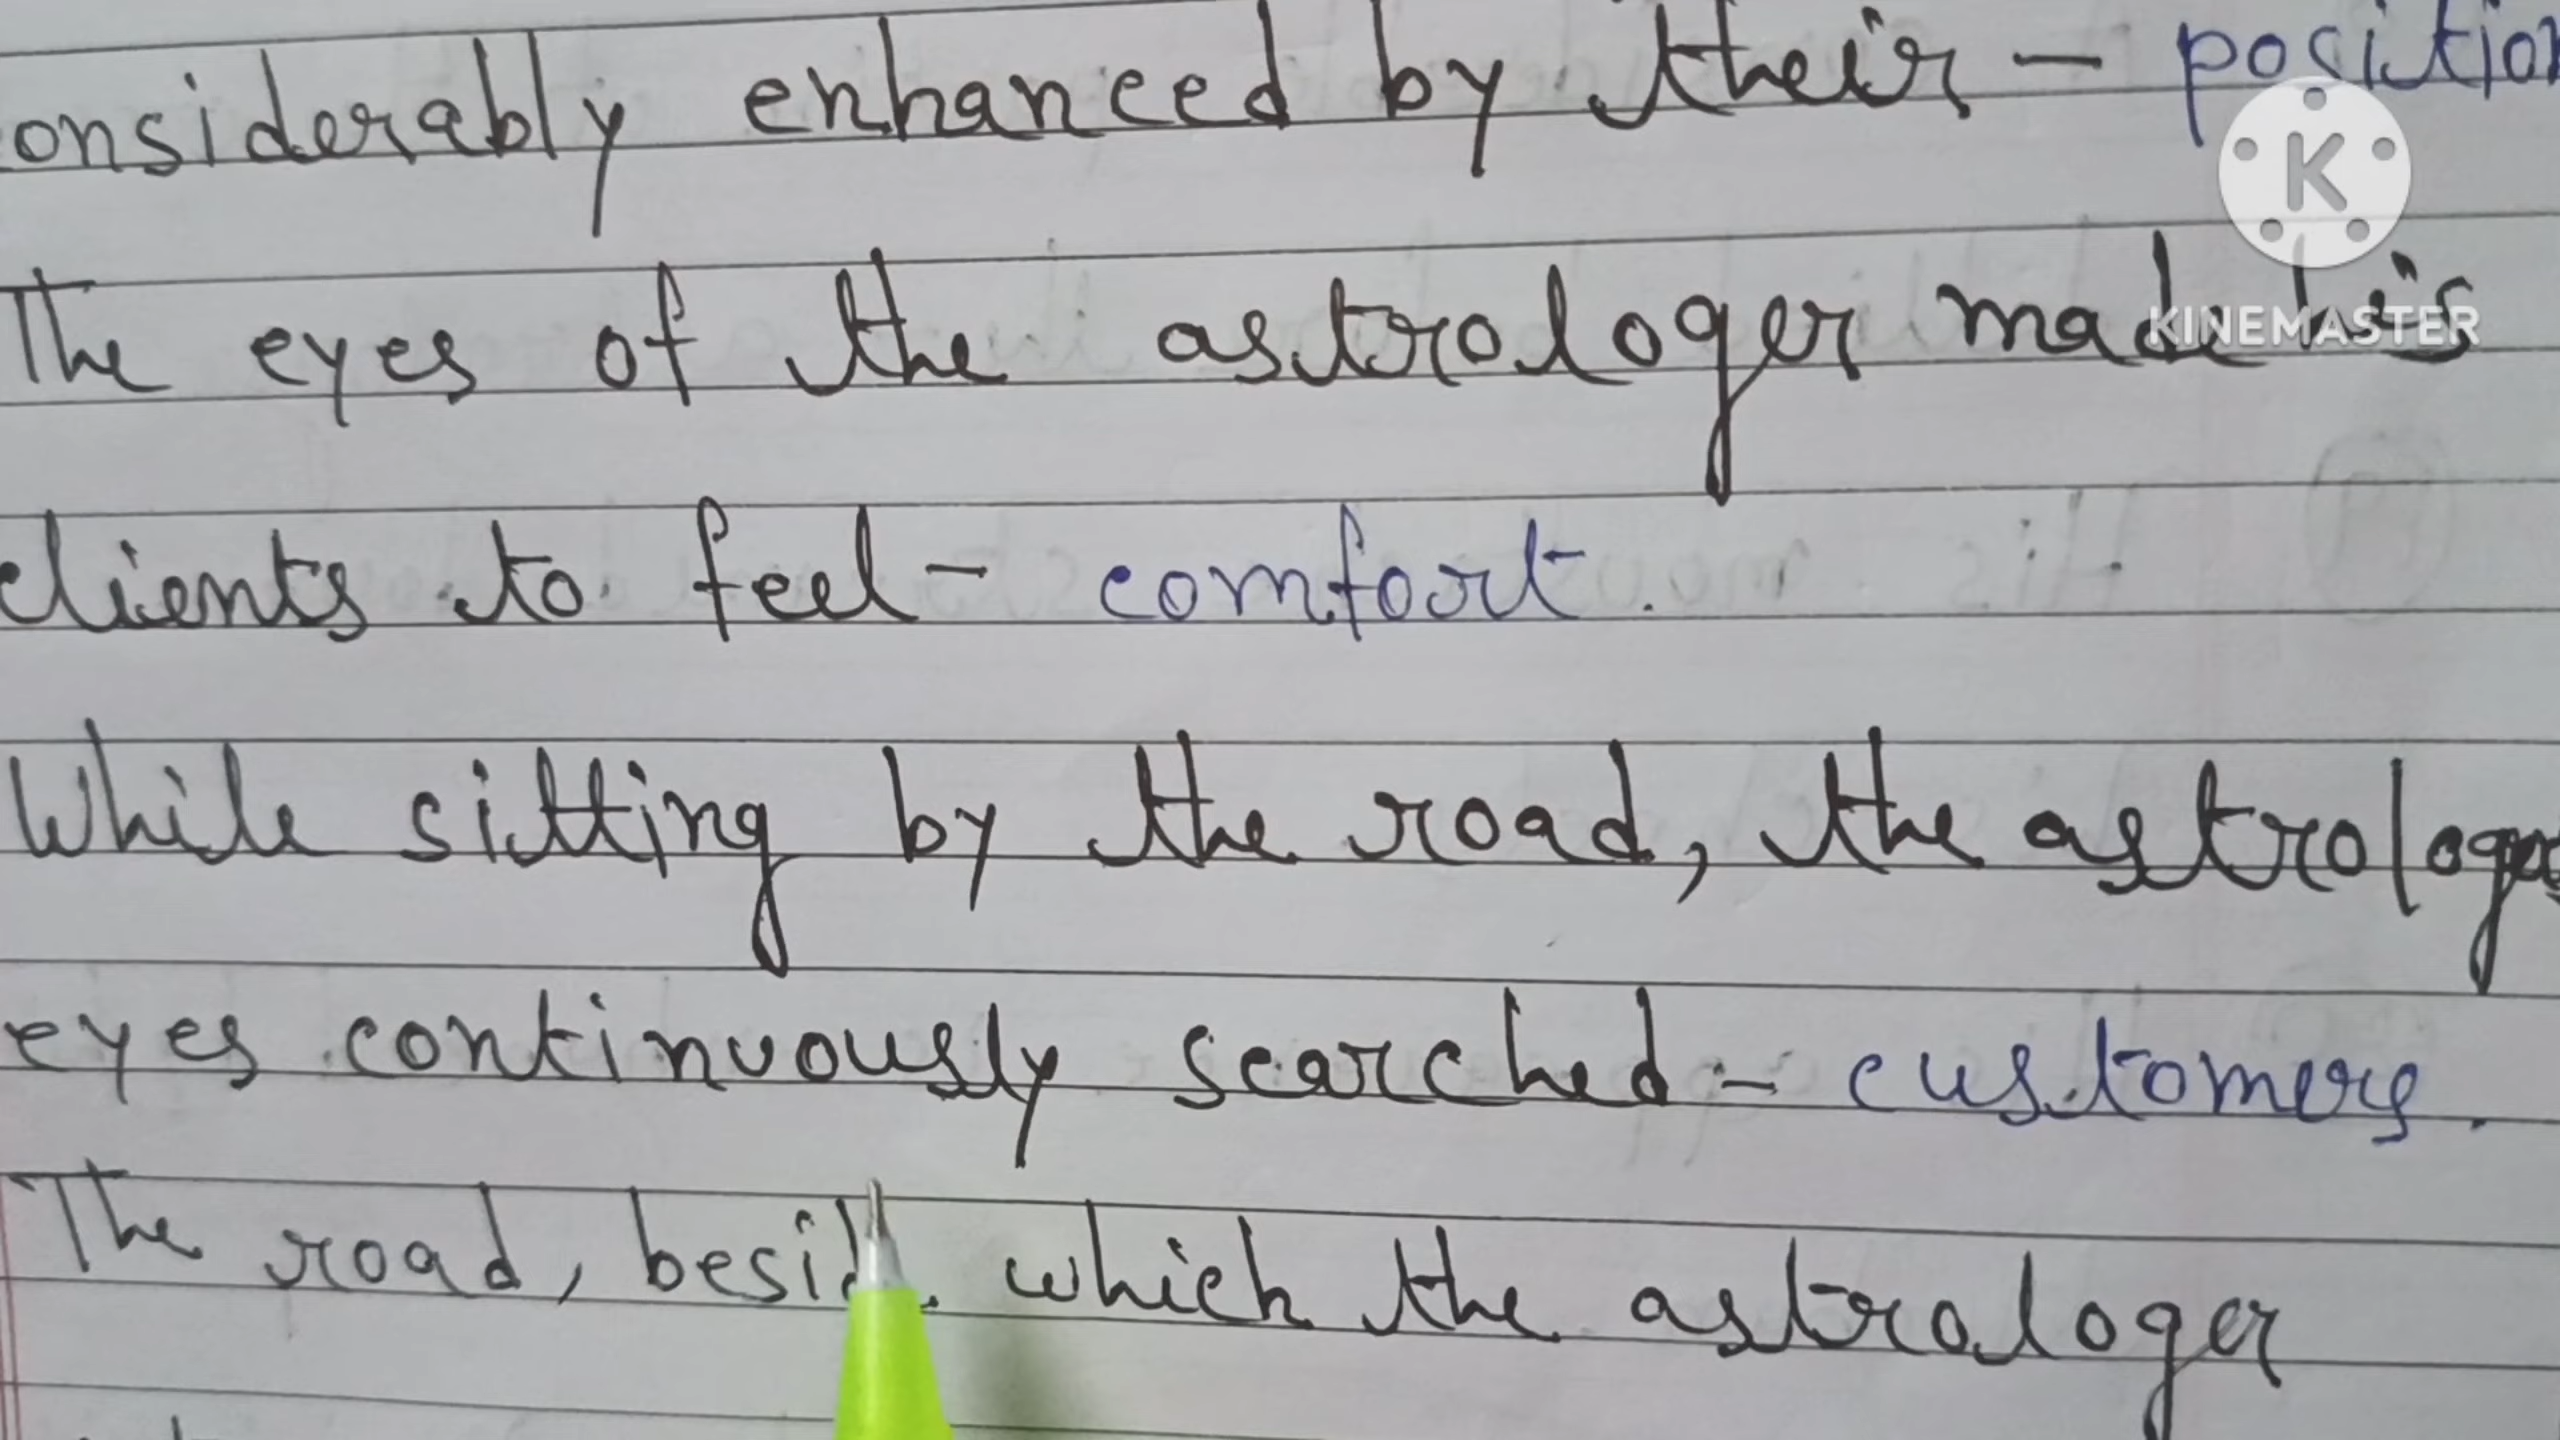 onsiderably enhanced by their - position
The eyes of the astrologer made his
clients to feel - comfort.
While sitting by the road, the astrologer
eyes continuously searched - customers.
The road, beside which the astrologer
K
KINEMASTER